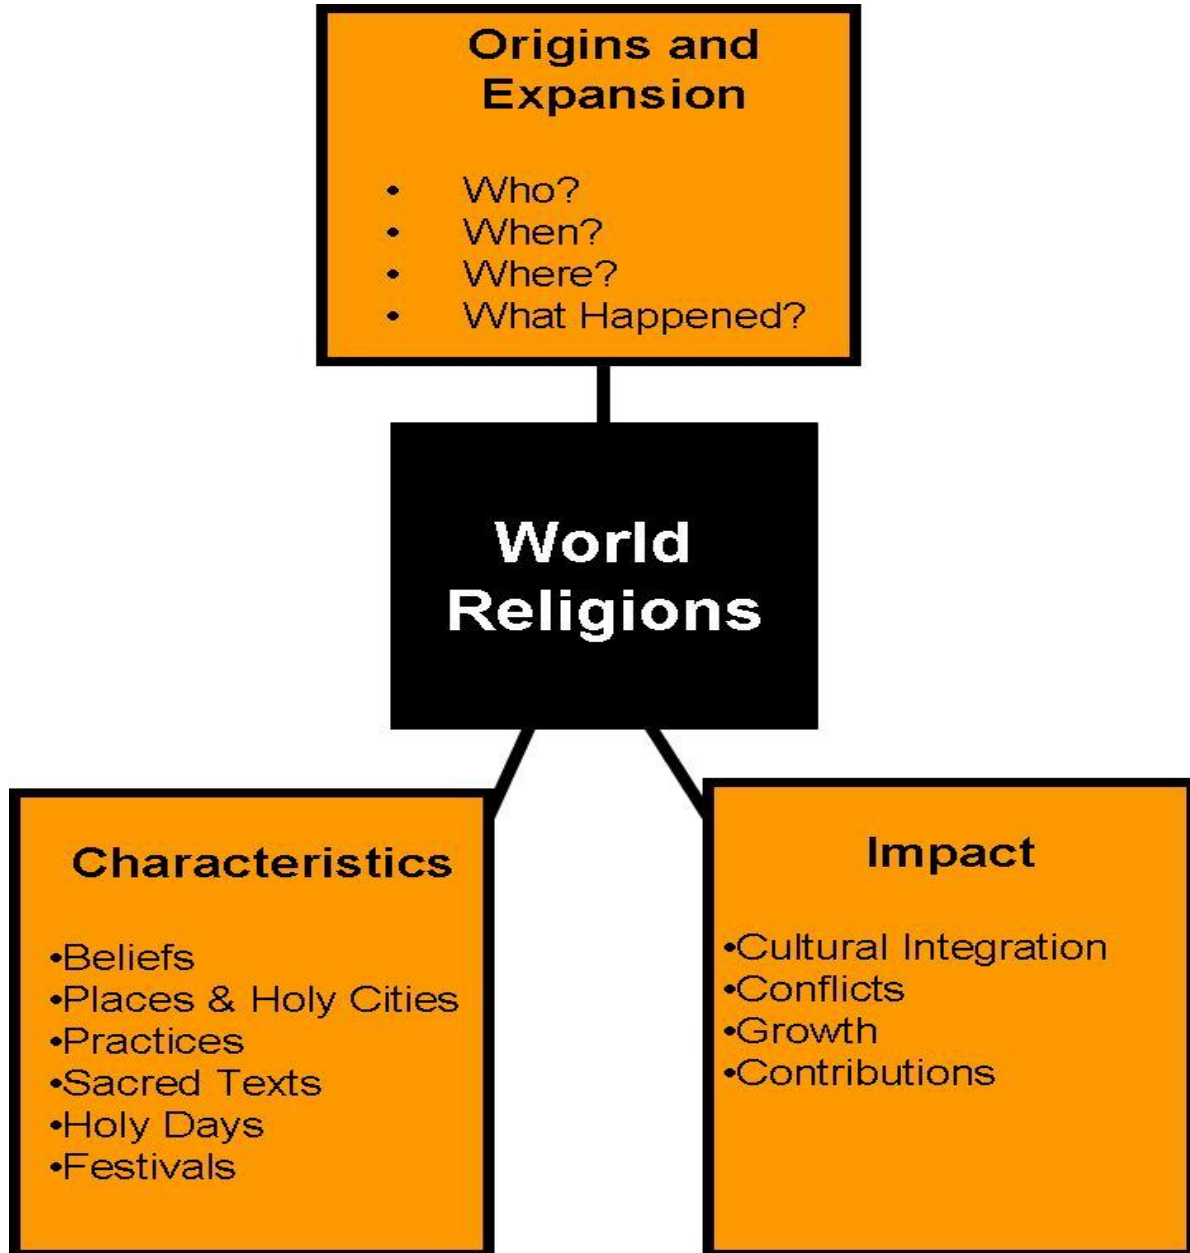 Origins and
Expansion
• Who?
• When?
• Where?
• What Happened?
World
Religions
Characteristics
•Beliefs
•Places & Holy Cities
•Practices
•Sacred Texts
•Holy Days
•Festivals
Impact
•Cultural Integration
•Conflicts
•Growth
•Contributions